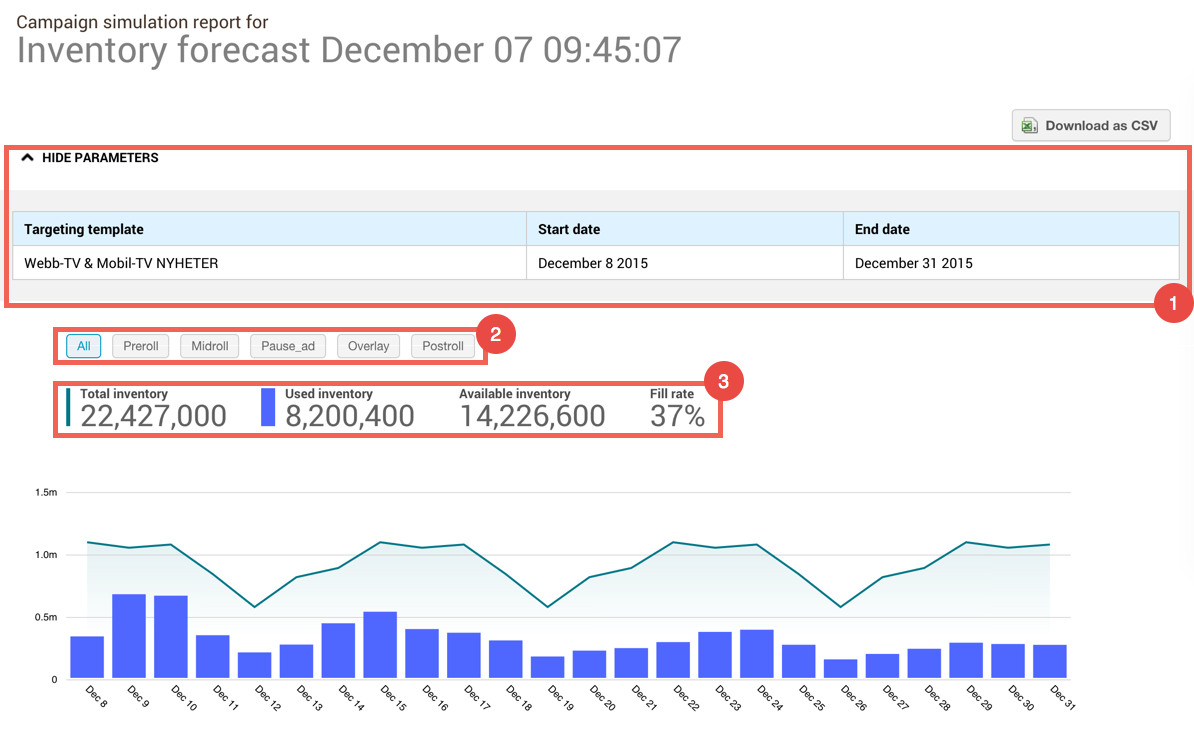 Campaign simulation report for
Inventory forecast December 07 09:45:07
Download as CSV
HIDE PARAMETERS
Targeting template Start date End date
Webb-TV & Mobil-TV NYHETER December 8 2015 December 31 2015
1
All Preroll Midroll Pause_ad Overlay Postroll
2
3
Total inventory Used inventory Available inventory Fill rate
22,427,000 8,200,400 14,226,600 37%
1.5m
1.0m
0.5m
0
Dec 8 Dec 9 Dec 10 Dec 11 Dec 12 Dec 13 Dec 14 Dec 15 Dec 16 Dec 17 Dec 18 Dec 19 Dec 20 Dec 21 Dec 22 Dec 23 Dec 24 Dec 25 Dec 26 Dec 27 Dec 28 Dec 29 Dec 30 Dec 31